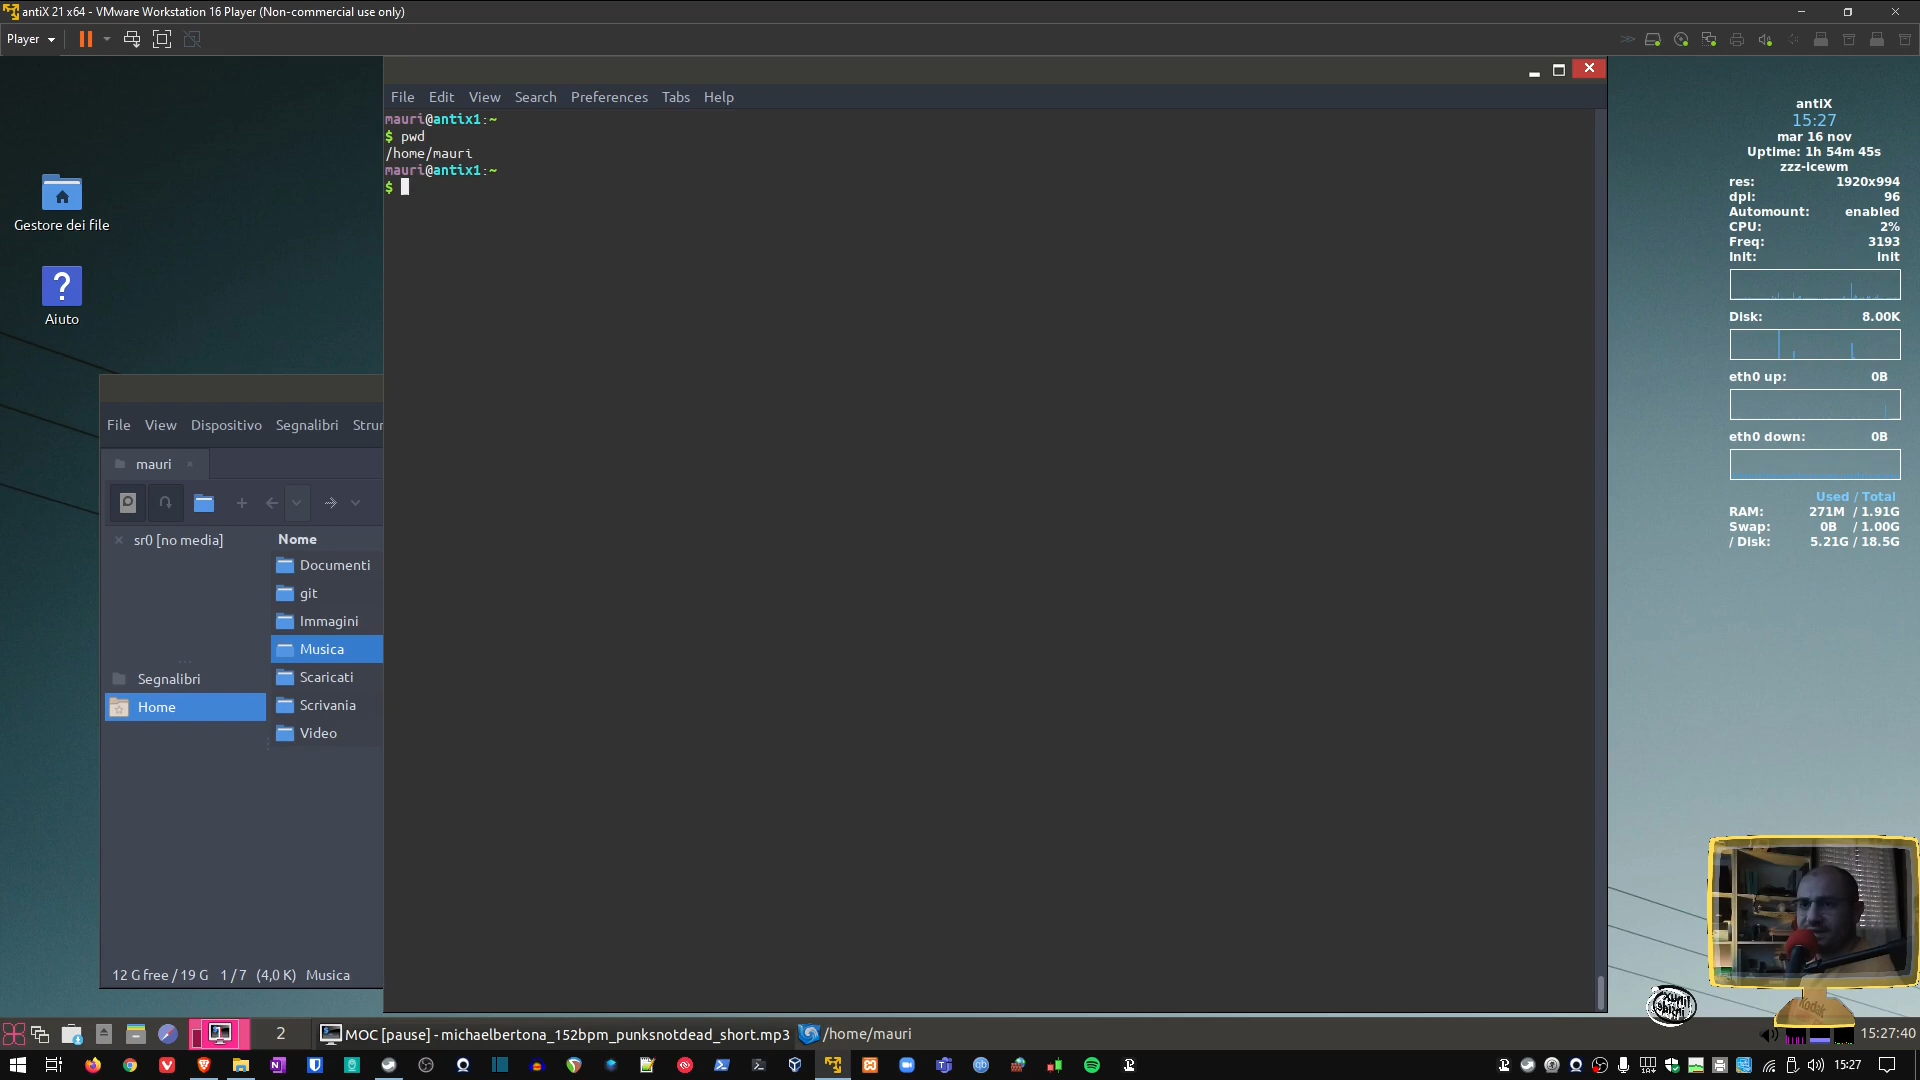 antiX 21 x64 - VMware Workstation 16 Player (Non-commercial use only)
Player
File Edit View Search Preferences Tabs Help
mauri@antix1:~
$ pwd
/home/mauri
mauri@antix1:~
$
Gestore dei file
Aiuto
File View Dispositivo Segnalibri Strur
mauri
sr0 [no media]
Nome
Documenti
git
Immagini
Musica
Scaricati
Scrivania
Video
Segnalibri
Home
12 G free / 19 G 1 / 7 (4,0 K) Musica
antiX
15:27
mar 16 nov
Uptime: 1h 54m 45s
zzz-icewm
res: 1920x994
dpi: 96
Automount: enabled
CPU: 2%
Freq: 3193
Init: init
Disk: 8.00K
eth0 up: 0B
eth0 down: 0B
Used / Total
RAM: 271M / 1.91G
Swap: 0B / 1.00G
/ Disk: 5.21G / 18.5G
Kodak
2 MOC [pause] - michaelbertona_152bpm_punksnotdead_short.mp3 /home/mauri 15:27:40
15:27